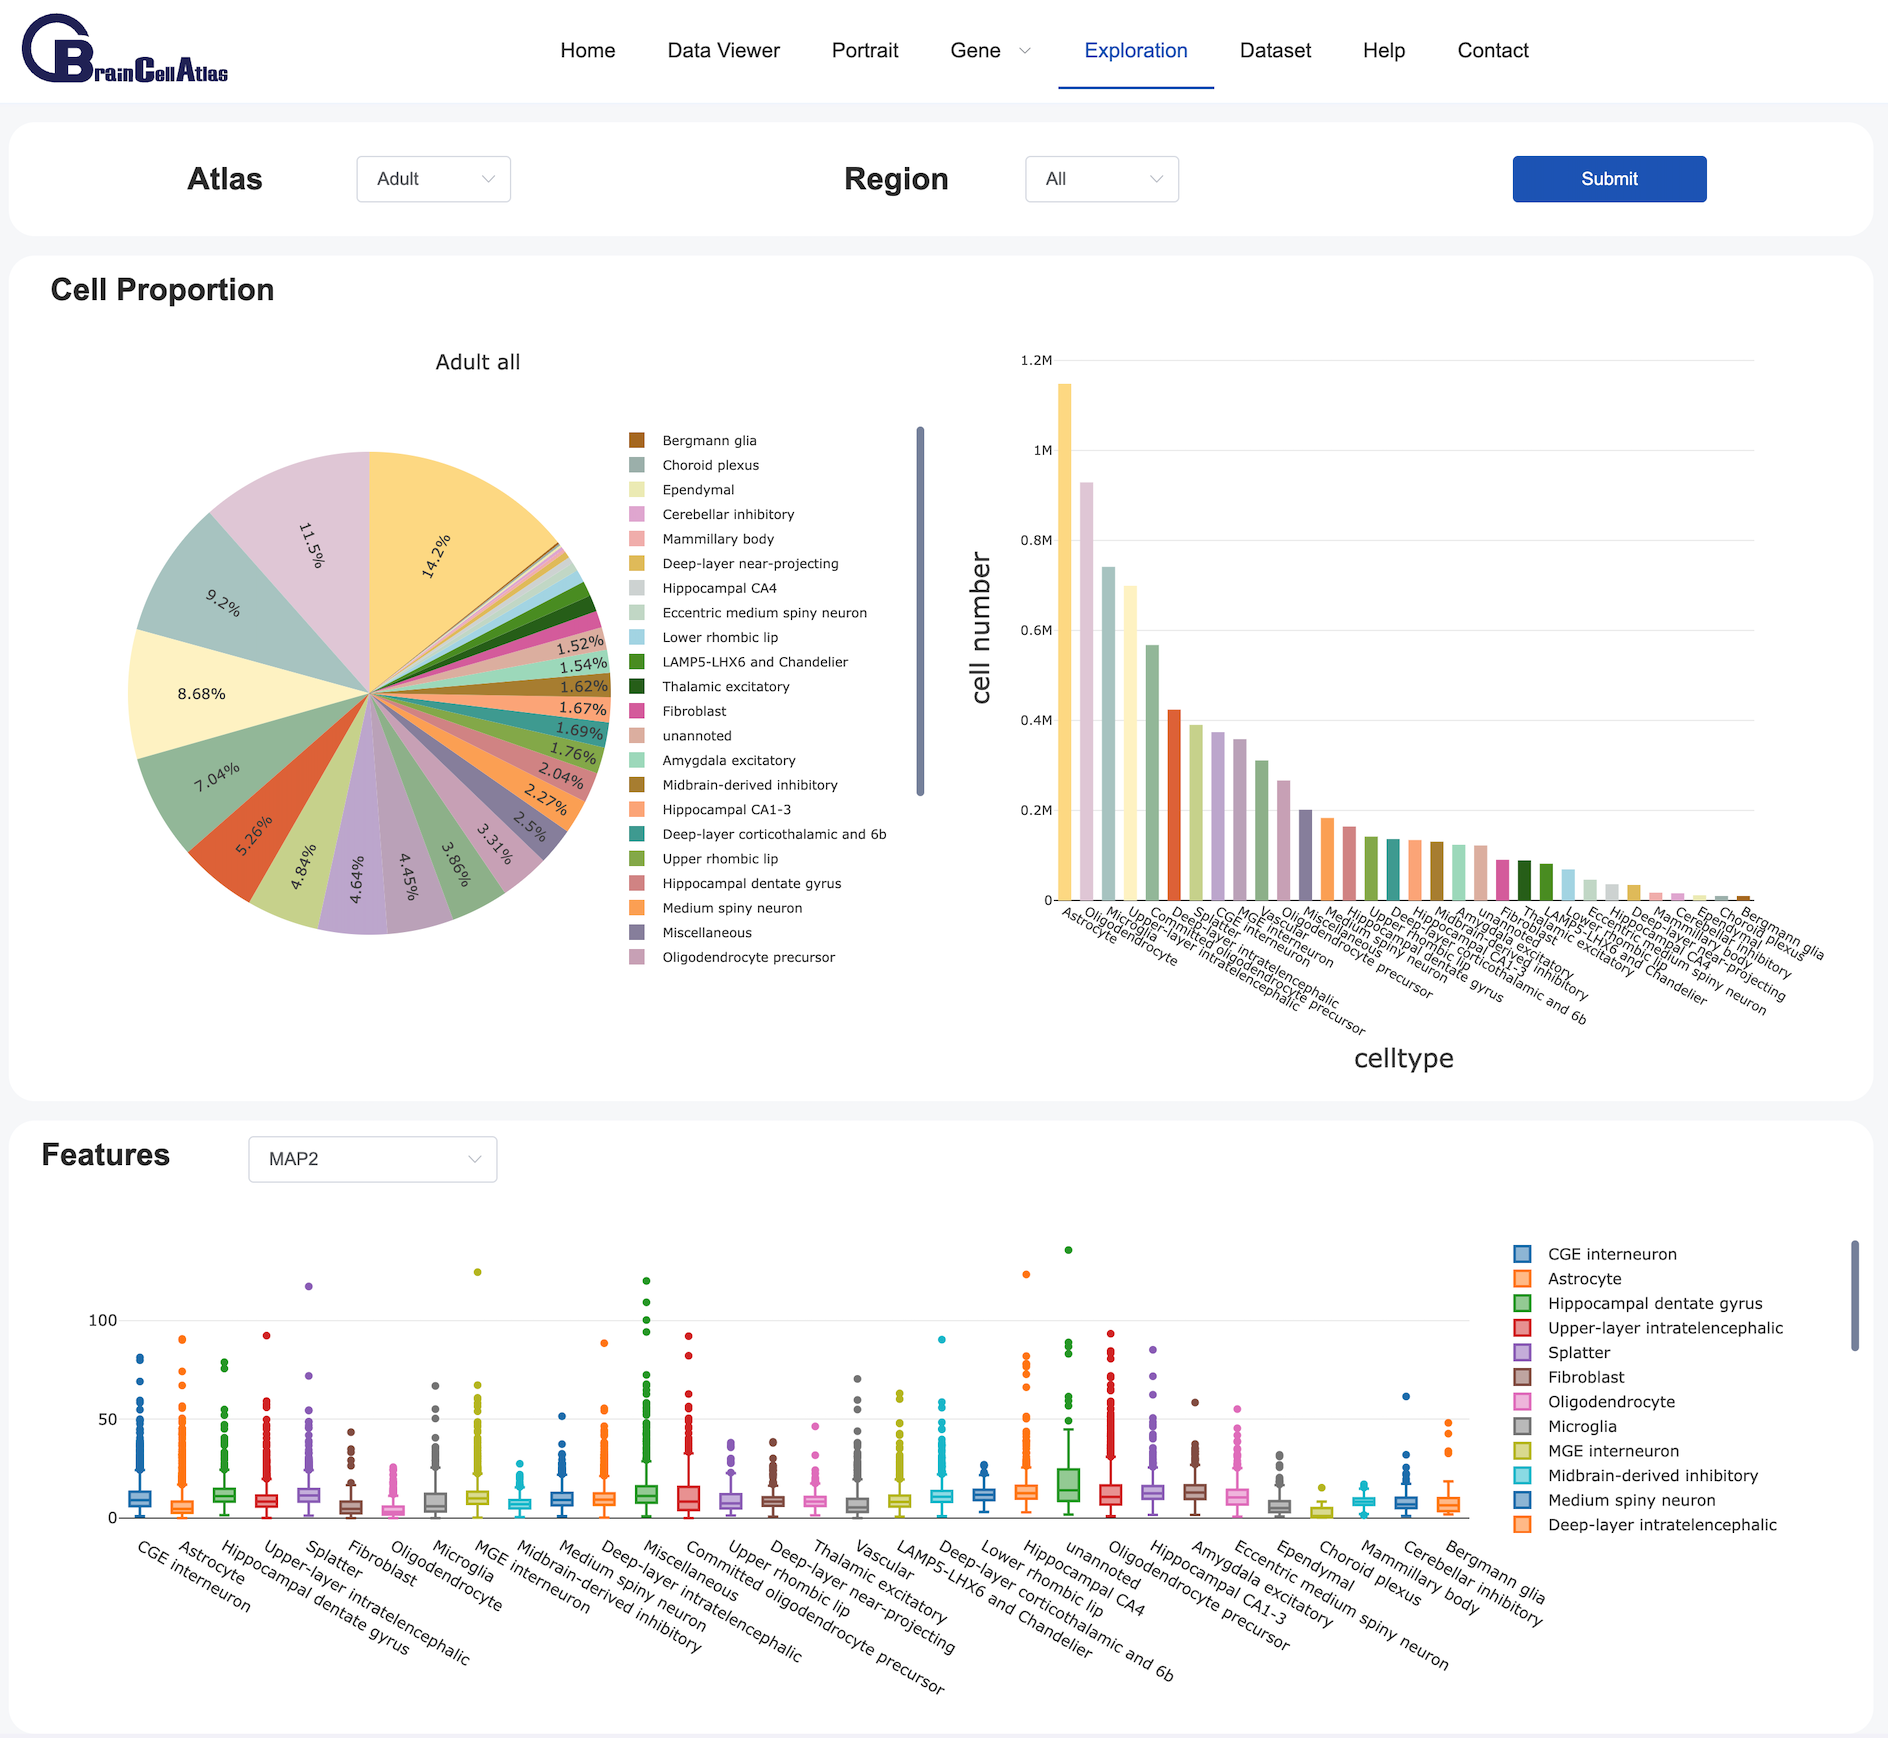 BrainCellAtlas
Home Data Viewer Portrait Gene Exploration Dataset Help Contact
Atlas Adult Region All Submit
Cell Proportion
Adult all
14.2%
11.5%
9.2%
8.68%
7.04%
5.26%
4.84%
4.64%
4.45%
3.86%
3.31%
2.5%
2.27%
2.04%
1.76%
1.69%
1.67%
1.62%
1.54%
1.52%
Bergmann glia
Choroid plexus
Ependymal
Cerebellar inhibitory
Mammillary body
Deep-layer near-projecting
Hippocampal CA4
Eccentric medium spiny neuron
Lower rhombic lip
LAMP5-LHX6 and Chandelier
Thalamic excitatory
Fibroblast
unannoted
Amygdala excitatory
Midbrain-derived inhibitory
Hippocampal CA1-3
Deep-layer corticothalamic and 6b
Upper rhombic lip
Hippocampal dentate gyrus
Medium spiny neuron
Miscellaneous
Oligodendrocyte precursor
cell number
1.2M
1M
0.8M
0.6M
0.4M
0.2M
0
Astrocyte
Oligodendrocyte
Microglia
Upper-layer intratelencephalic
Committed oligodendrocyte precursor
Deep-layer intratelencephalic
Splatter
CGE interneuron
MGE interneuron
Vascular
Oligodendrocyte precursor
Miscellaneous
Medium spiny neuron
Hippocampal dentate gyrus
Upper rhombic lip
Deep-layer corticothalamic and 6b
Hippocampal CA1-3
Midbrain-derived inhibitory
Amygdala excitatory
unannoted
Fibroblast
Thalamic excitatory
LAMP5-LHX6 and Chandelier
Lower rhombic lip
Eccentric medium spiny neuron
Hippocampal CA4
Deep-layer near-projecting
Mammillary body
Cerebellar inhibitory
Ependymal
Choroid plexus
Bergmann glia
celltype
Features MAP2
100
50
0
CGE interneuron
Astrocyte
Hippocampal dentate gyrus
Upper-layer intratelencephalic
Splatter
Fibroblast
Oligodendrocyte
Microglia
MGE interneuron
Midbrain-derived inhibitory
Medium spiny neuron
Deep-layer intratelencephalic
Miscellaneous
Committed oligodendrocyte precursor
Upper rhombic lip
Deep-layer near-projecting
Thalamic excitatory
Vascular
LAMP5-LHX6 and Chandelier
Deep-layer corticothalamic and 6b
Lower rhombic lip
Hippocampal CA4
unannoted
Oligodendrocyte precursor
Hippocampal CA1-3
Amygdala excitatory
Eccentric medium spiny neuron
Ependymal
Choroid plexus
Mammillary body
Cerebellar inhibitory
Bergmann glia
CGE interneuron
Astrocyte
Hippocampal dentate gyrus
Upper-layer intratelencephalic
Splatter
Fibroblast
Oligodendrocyte
Microglia
MGE interneuron
Midbrain-derived inhibitory
Medium spiny neuron
Deep-layer intratelencephalic